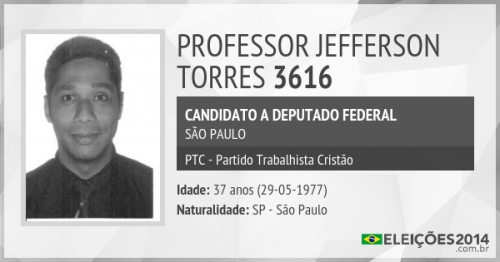 PROFESSOR JEFFERSON
TORRES 3616
CANDIDATO A DEPUTADO FEDERAL
SÃO PAULO
PTC - Partido Trabalhista Cristão
Idade: 37 anos (29-05-1977)
Naturalidade: SP - São Paulo
ELEIÇÕES2014
.com.br